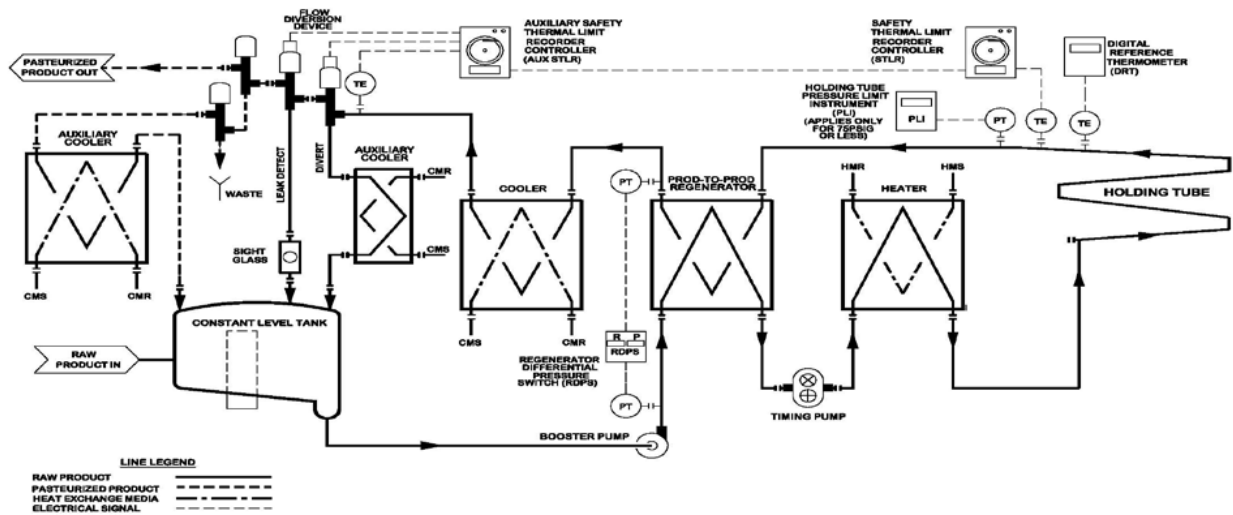 FLOW
DIVERSION
DEVICE
AUXILIARY SAFETY
THERMAL LIMIT
RECORDER
CONTROLLER
(AUX STLR)
SAFETY
THERMAL LIMIT
RECORDER
CONTROLLER
(STLR)
DIGITAL
REFERENCE
THERMOMETER
(DRT)
PASTEURIZED
PRODUCT OUT
TE
HOLDING TUBE
PRESSURE LIMIT
INSTRUMENT
(PLI)
(APPLIES ONLY
FOR 75PSIG
OR LESS)
PLI
PT
TE
TE
AUXILIARY
COOLER
WASTE
LEAK DETECT
DIVERT
AUXILIARY
COOLER
CMR
CMS
COOLER
PT
PROD-TO-PROD
REGENERATOR
HMR
HMS
HEATER
HOLDING TUBE
SIGHT
GLASS
CMS
CMR
CONSTANT LEVEL TANK
CMS
CMR
R P
RDPS
REGENERATOR
DIFFERENTIAL
PRESSURE
SWITCH (RDPS)
PT
RAW
PRODUCT IN
TIMING PUMP
BOOSTER PUMP
LINE LEGEND
RAW PRODUCT
PASTEURIZED PRODUCT
HEAT EXCHANGE MEDIA
ELECTRICAL SIGNAL